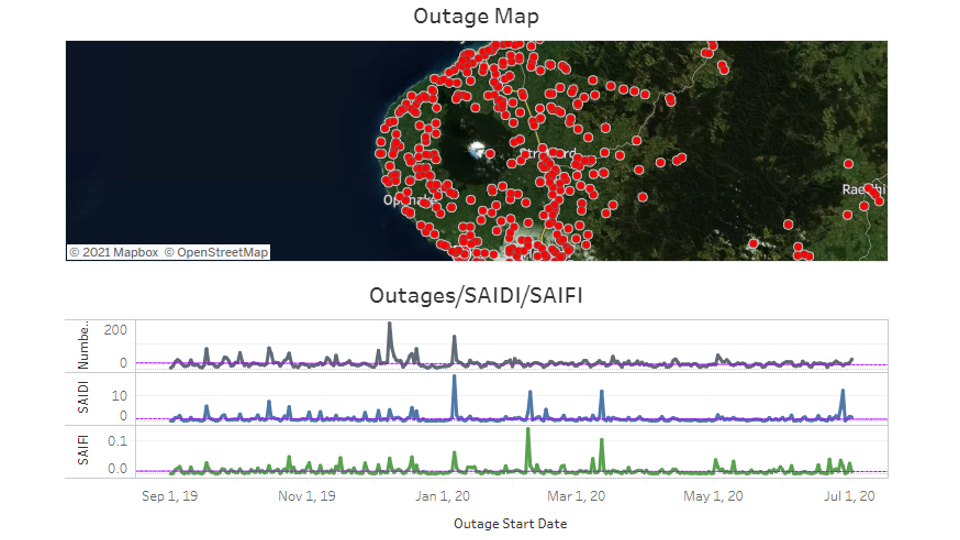 Outage Map
Opunake
© 2021 Mapbox © OpenStreetMap
Outages/SAIDI/SAIFI
Numbe..
200
0
SAIDI
10
0
SAIFI
0.1
0.0
Sep 1, 19 Nov 1, 19 Jan 1, 20 Mar 1, 20 May 1, 20 Jul 1, 20
Outage Start Date